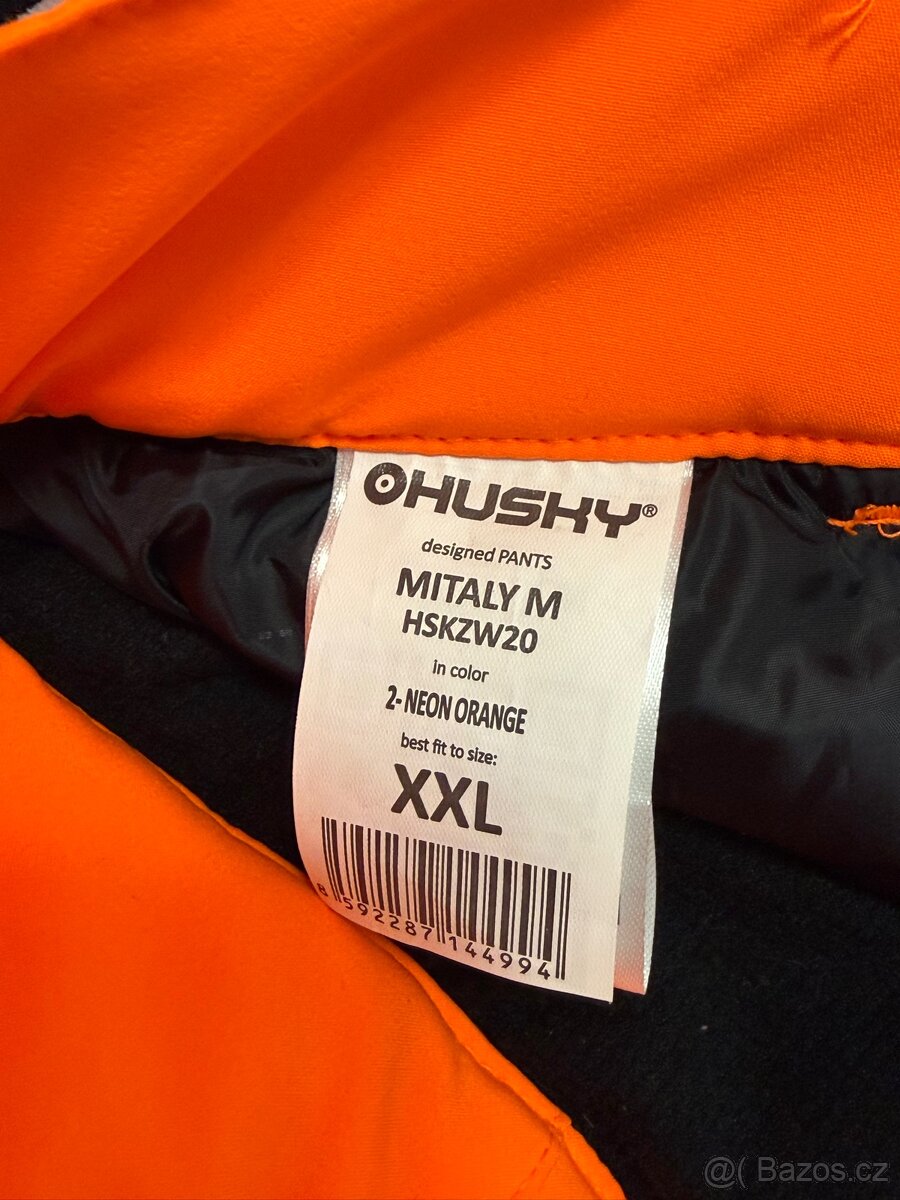 HUSKY®
designed PANTS
MITALY M
HSKZW20
in color
2- NEON ORANGE
best fit to size:
XXL
8 592287 144994
@( Bazos.cz